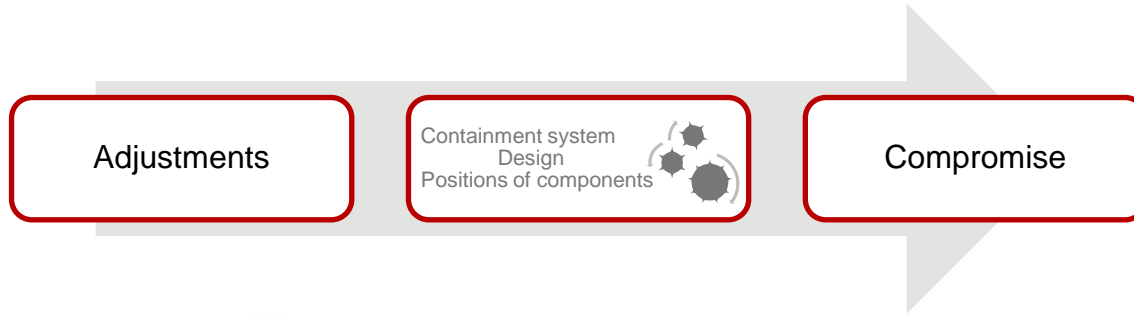 Adjustments
Containment system
Design
Positions of components
Compromise